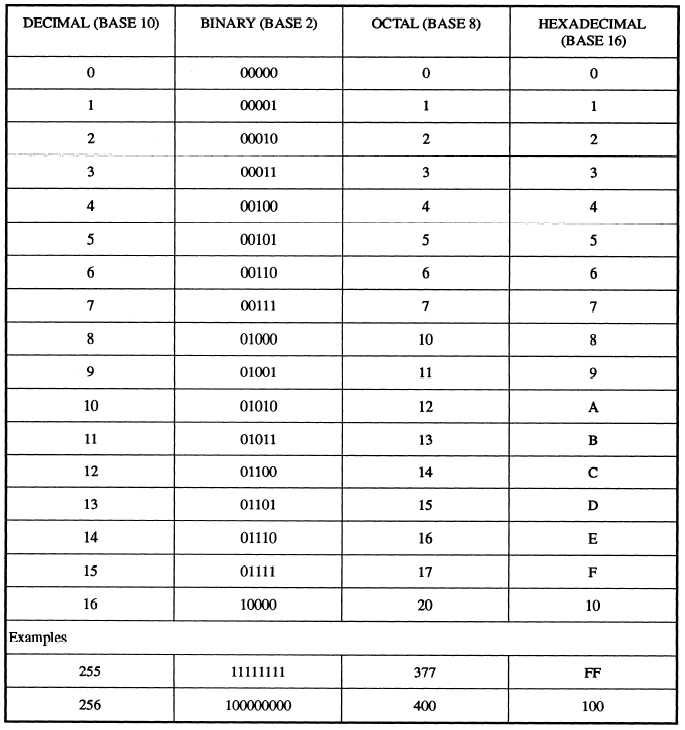 DECIMAL (BASE 10) BINARY (BASE 2) OCTAL (BASE 8) HEXADECIMAL
(BASE 16)
0 00000 0 0
1 00001 1 1
2 00010 2 2
3 00011 3 3
4 00100 4 4
5 00101 5 5
6 00110 6 6
7 00111 7 7
8 01000 10 8
9 01001 11 9
10 01010 12 A
11 01011 13 B
12 01100 14 C
13 01101 15 D
14 01110 16 E
15 01111 17 F
16 10000 20 10
Examples
255 11111111 377 FF
256 100000000 400 100